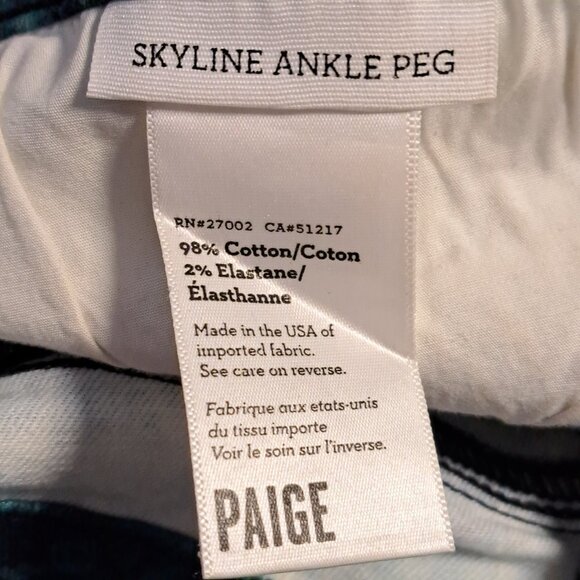 SKYLINE ANKLE PEG
RN#27002 CA#51217
98% Cotton/Coton
2% Elastane/
Élasthanne
Made in the USA of
imported fabric.
See care on reverse.
Fabrique aux etats-unis
du tissu importe
Voir le soin sur l'inverse.
PAIGE